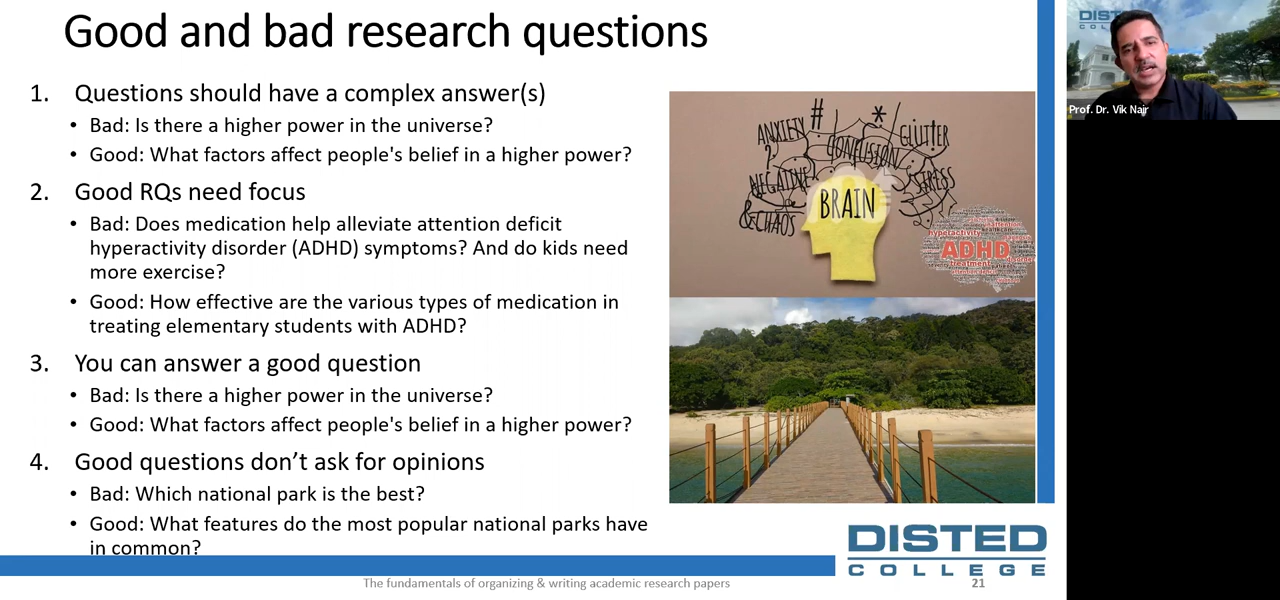 Good and bad research questions
1. Questions should have a complex answer(s)
• Bad: Is there a higher power in the universe?
• Good: What factors affect people's belief in a higher power?
2. Good RQs need focus
• Bad: Does medication help alleviate attention deficit
hyperactivity disorder (ADHD) symptoms? And do kids need
more exercise?
• Good: How effective are the various types of medication in
treating elementary students with ADHD?
3. You can answer a good question
• Bad: Is there a higher power in the universe?
• Good: What factors affect people's belief in a higher power?
4. Good questions don’t ask for opinions
• Bad: Which national park is the best?
• Good: What features do the most popular national parks have
in common?
ANXIETY # * GLUTTER
? CONFUSION
NEGATIVE STRESS
&CHAOS BRAIN
hyperactivity
ADHD
treatment
DISTED
COLLEGE
The fundamentals of organizing & writing academic research papers
21
DISTED
COL
Prof. Dr. Vik Nair